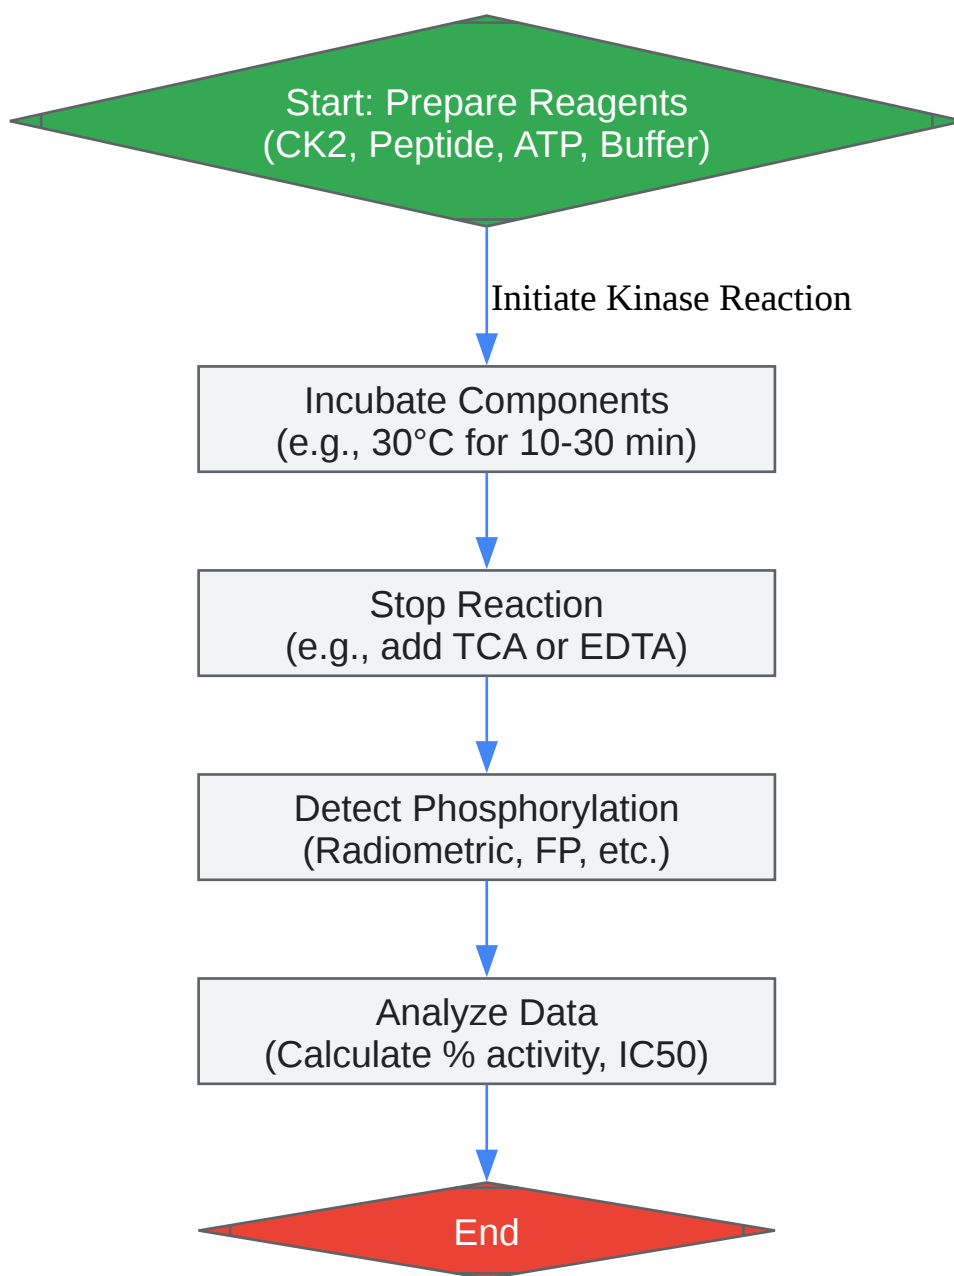 Start: Prepare Reagents
(CK2, Peptide, ATP, Buffer)
Initiate Kinase Reaction
Incubate Components
(e.g., 30°C for 10-30 min)
Stop Reaction
(e.g., add TCA or EDTA)
Detect Phosphorylation
(Radiometric, FP, etc.)
Analyze Data
(Calculate % activity, IC50)
End